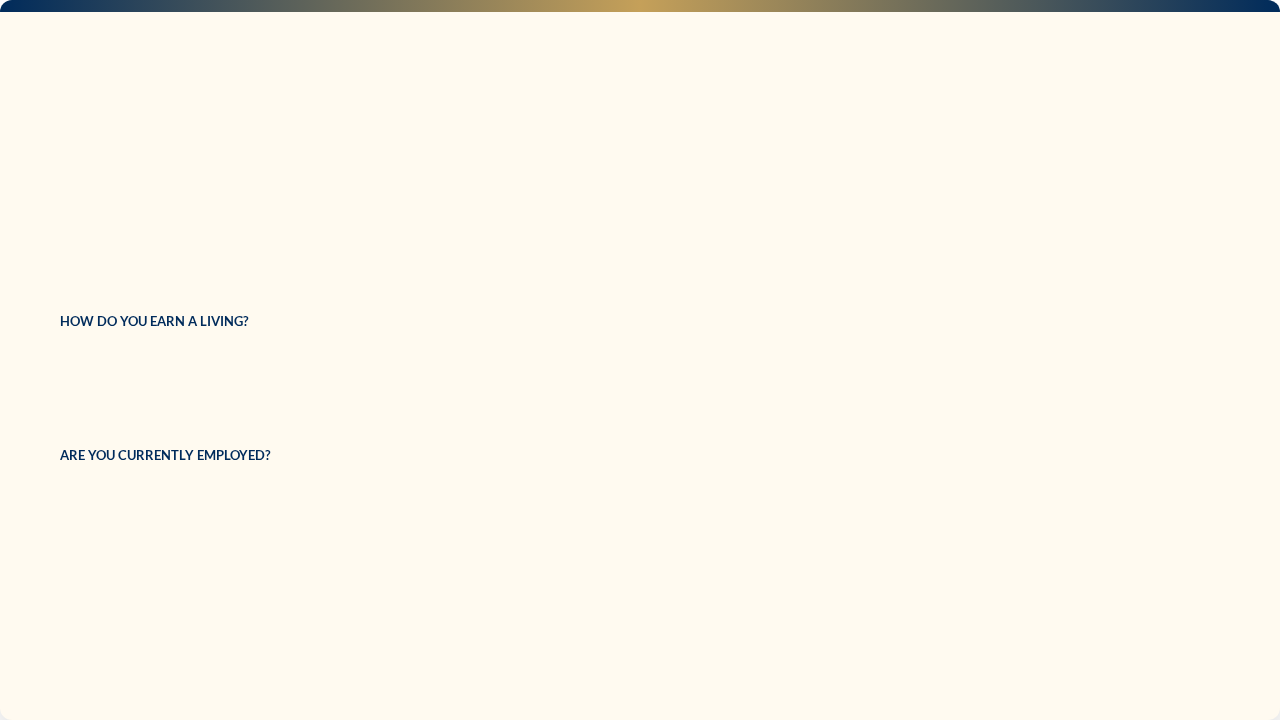 HOW DO YOU EARN A LIVING?
ARE YOU CURRENTLY EMPLOYED?